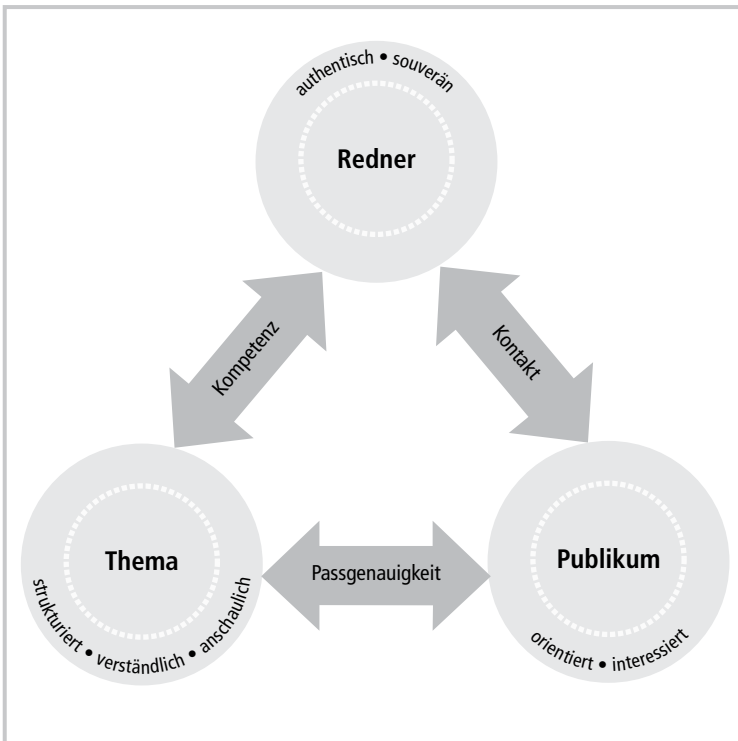 authentisch • souverän
Redner
Kompetenz
Kontakt
Thema
strukturiert • verständlich • anschaulich
Passgenauigkeit
Publikum
orientiert • interessiert